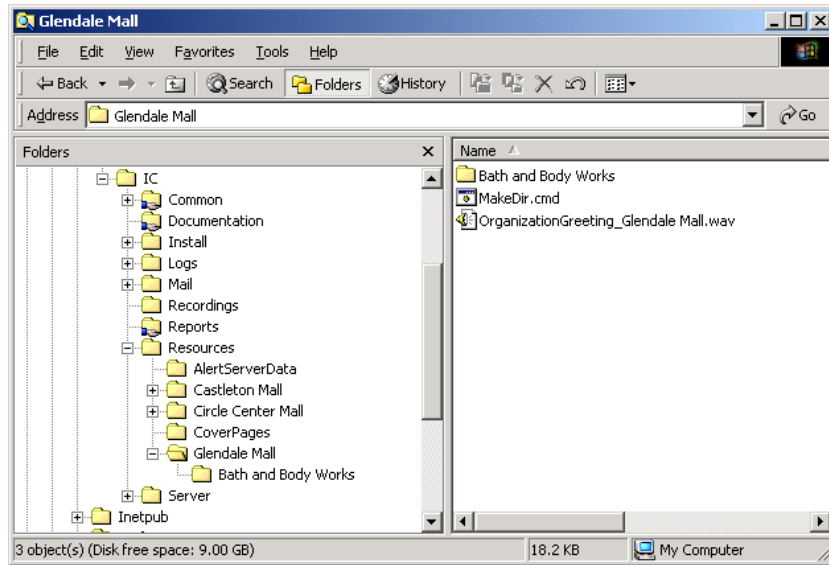 Glendale Mall
File Edit View Favorites Tools Help
Back Search Folders History
Address Glendale Mall Go
Folders
IC
Common
Documentation
Install
Logs
Mail
Recordings
Reports
Resources
AlertServerData
Castleton Mall
Circle Center Mall
CoverPages
Glendale Mall
Bath and Body Works
Server
Inetpub
Name
Bath and Body Works
MakeDir.cmd
OrganizationGreeting_Glendale Mall.wav
3 object(s) (Disk free space: 9.00 GB) 18.2 KB My Computer